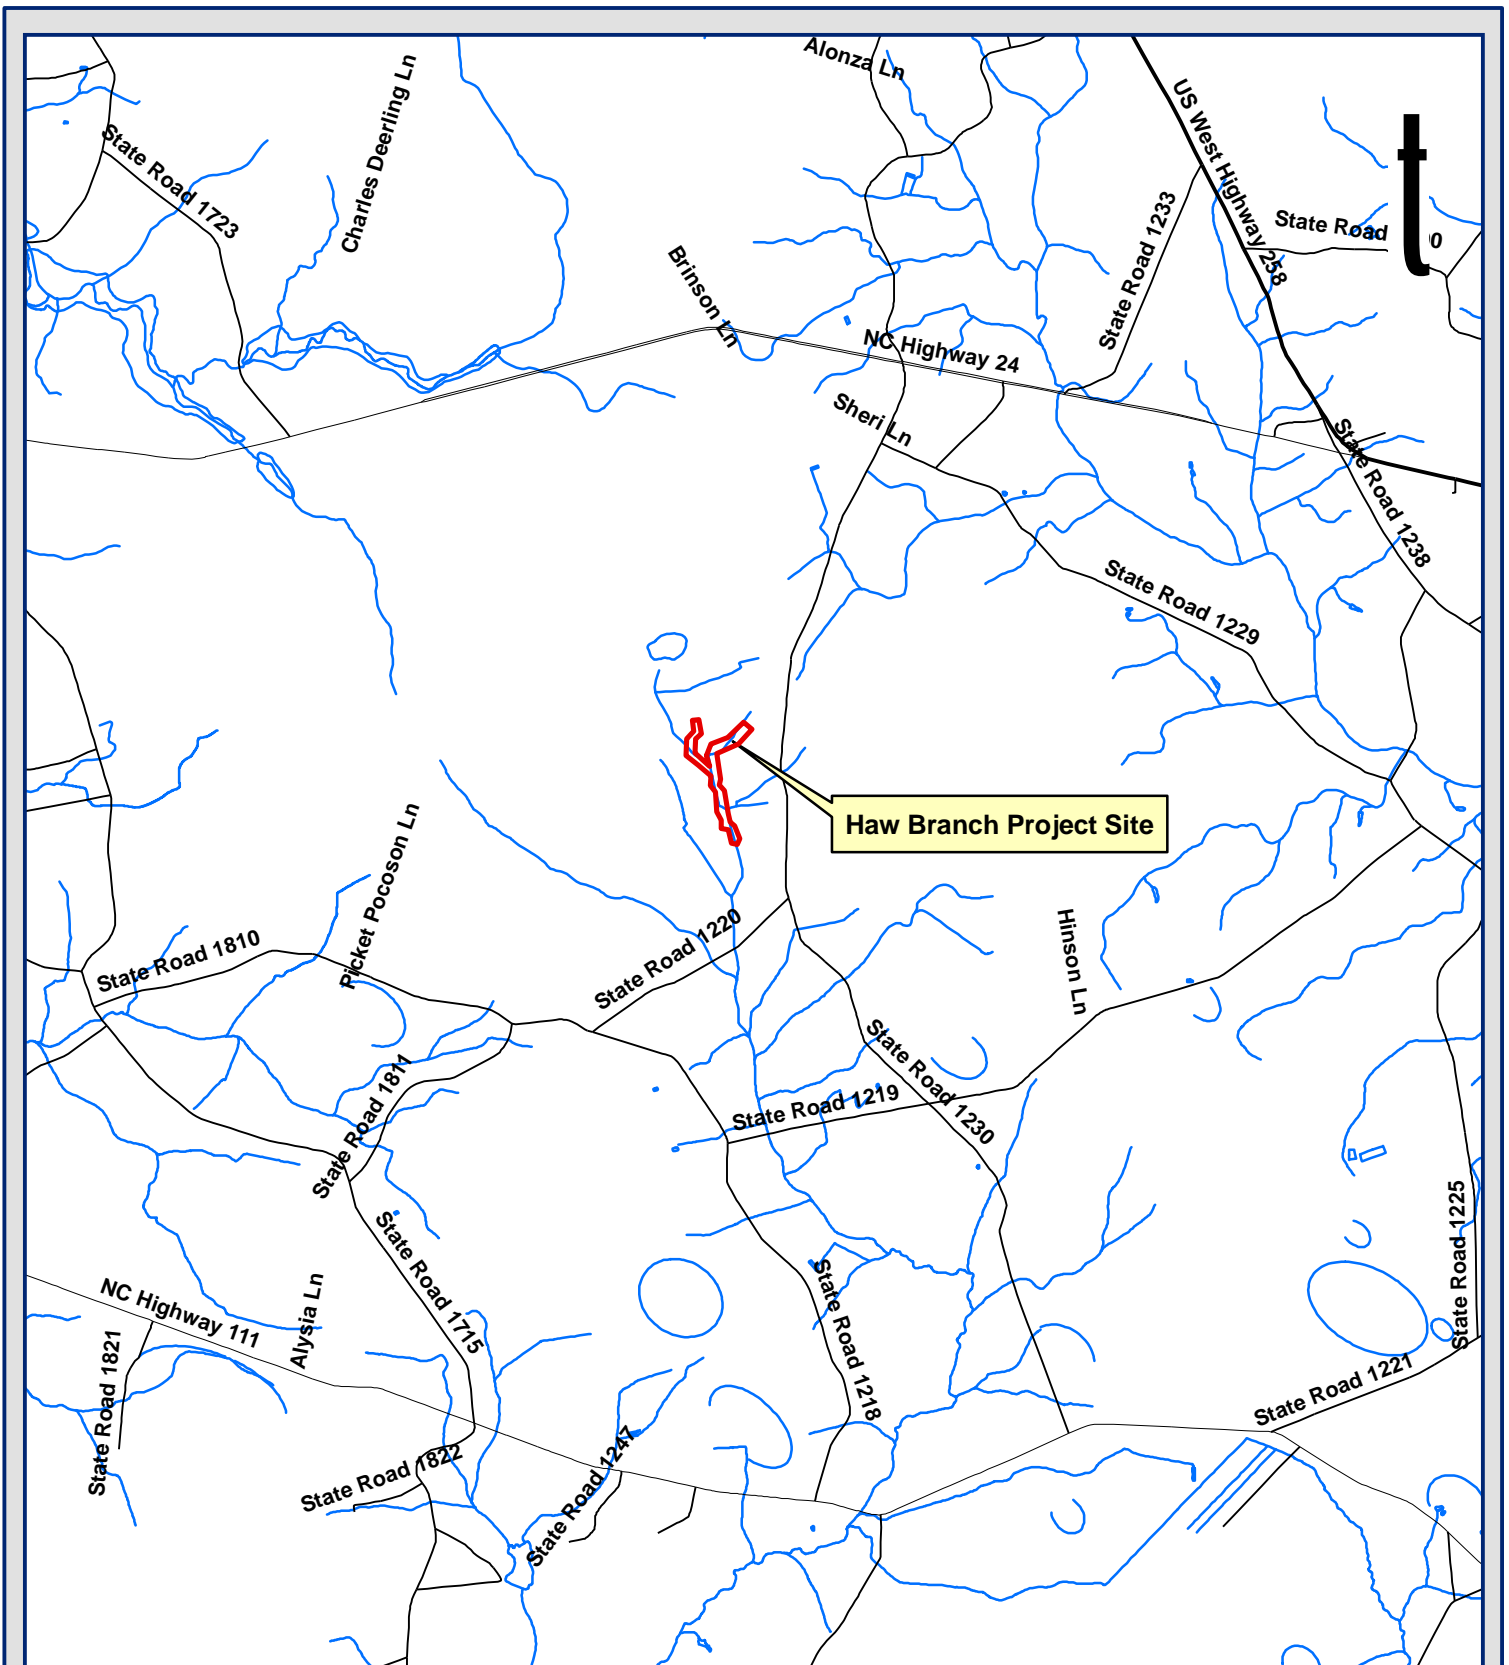 Alonza Ln
Charles Deerling Ln
US West Highway 258
t
State Road 1723
State Road 1233
State Road
0
Brinson Ln
NC Highway 24
Sheri Ln
State Road 1238
State Road 1229
Haw Branch Project Site
Picket Pocoson Ln
State Road 1810
State Road 1220
Hinson Ln
State Road 1811
State Road 1230
State Road 1219
State Road 1225
State Road 1715
NC Highway 111
Alysia Ln
State Road 1218
State Road 1821
State Road 1221
State Road 1822
State Road 1247